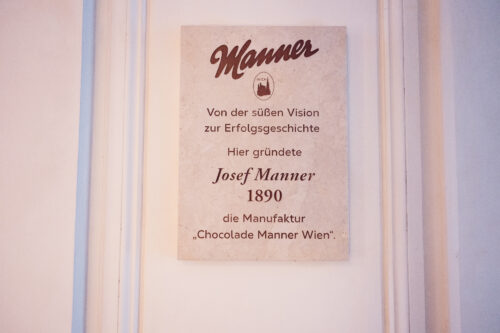 Manner
Von der süßen Vision
zur Erfolgsgeschichte
Hier gründete
Josef Manner
1890
die Manufaktur
„Chocolade Manner Wien“.